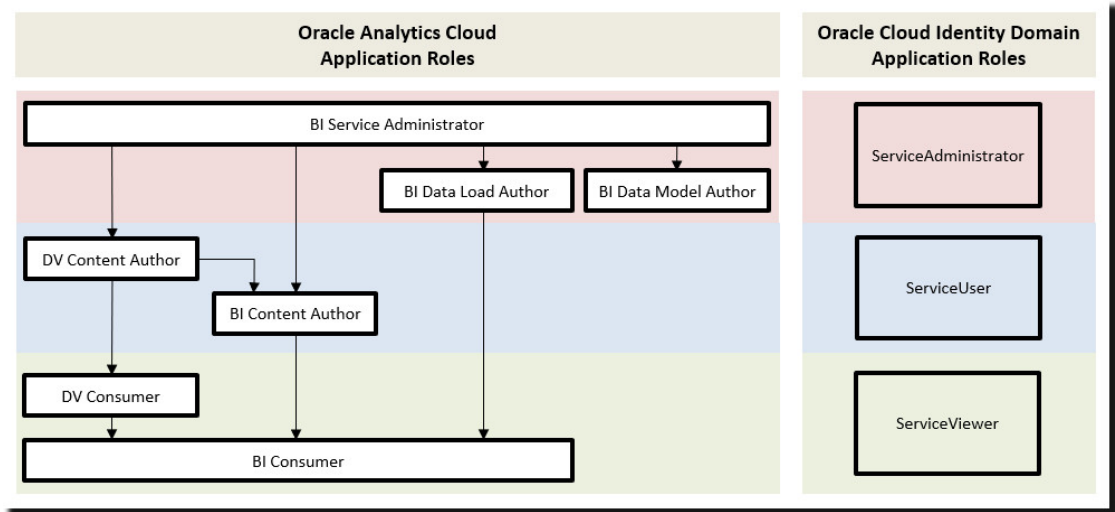 Oracle Analytics Cloud
Application Roles
Oracle Cloud Identity Domain
Application Roles
BI Service Administrator
ServiceAdministrator
BI Data Load Author
BI Data Model Author
DV Content Author
ServiceUser
BI Content Author
DV Consumer
ServiceViewer
BI Consumer